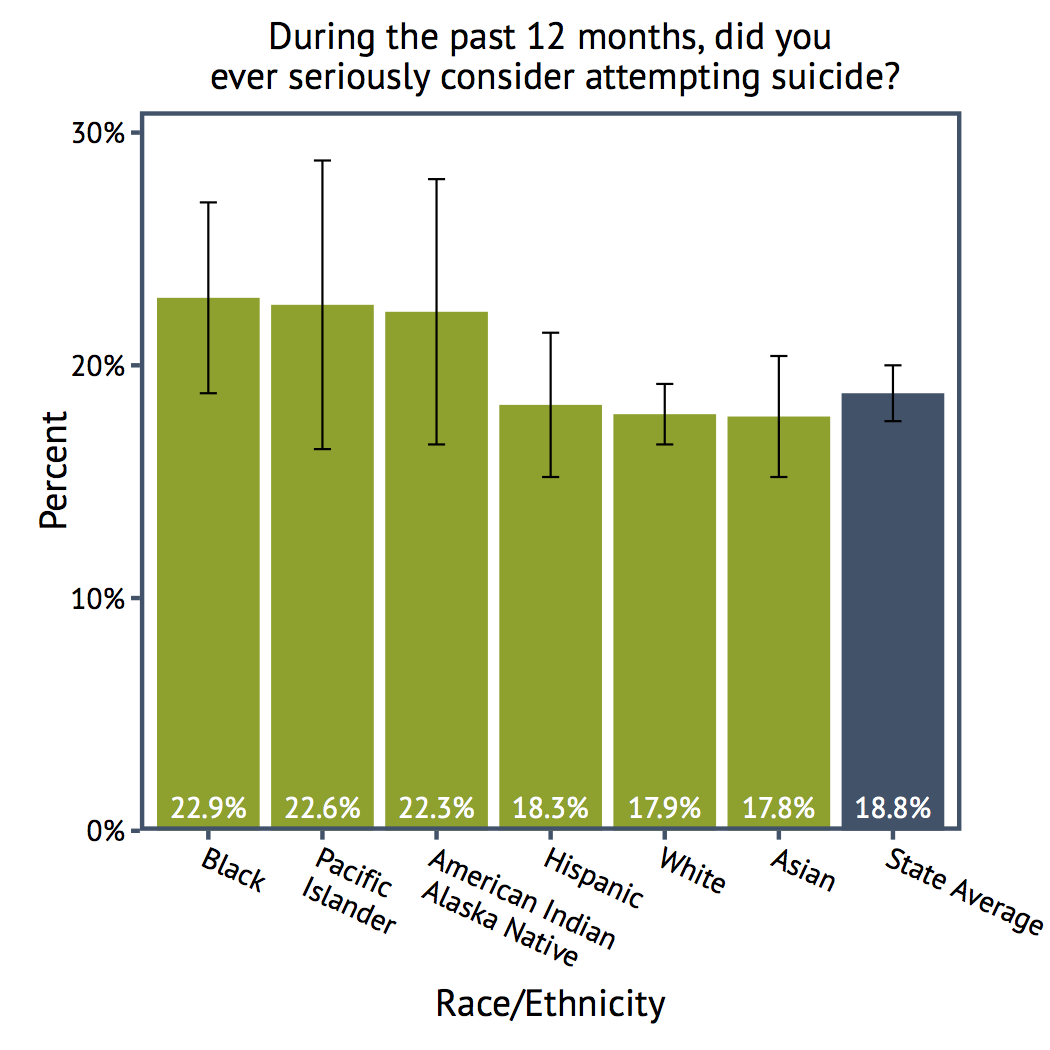 During the past 12 months, did you
ever seriously consider attempting suicide?
30%
20%
10%
0%
Percent
22.9%
22.6%
22.3%
18.3%
17.9%
17.8%
18.8%
Black
Pacific
Islander
American Indian
Alaska Native
Hispanic
White
Asian
State Average
Race/Ethnicity